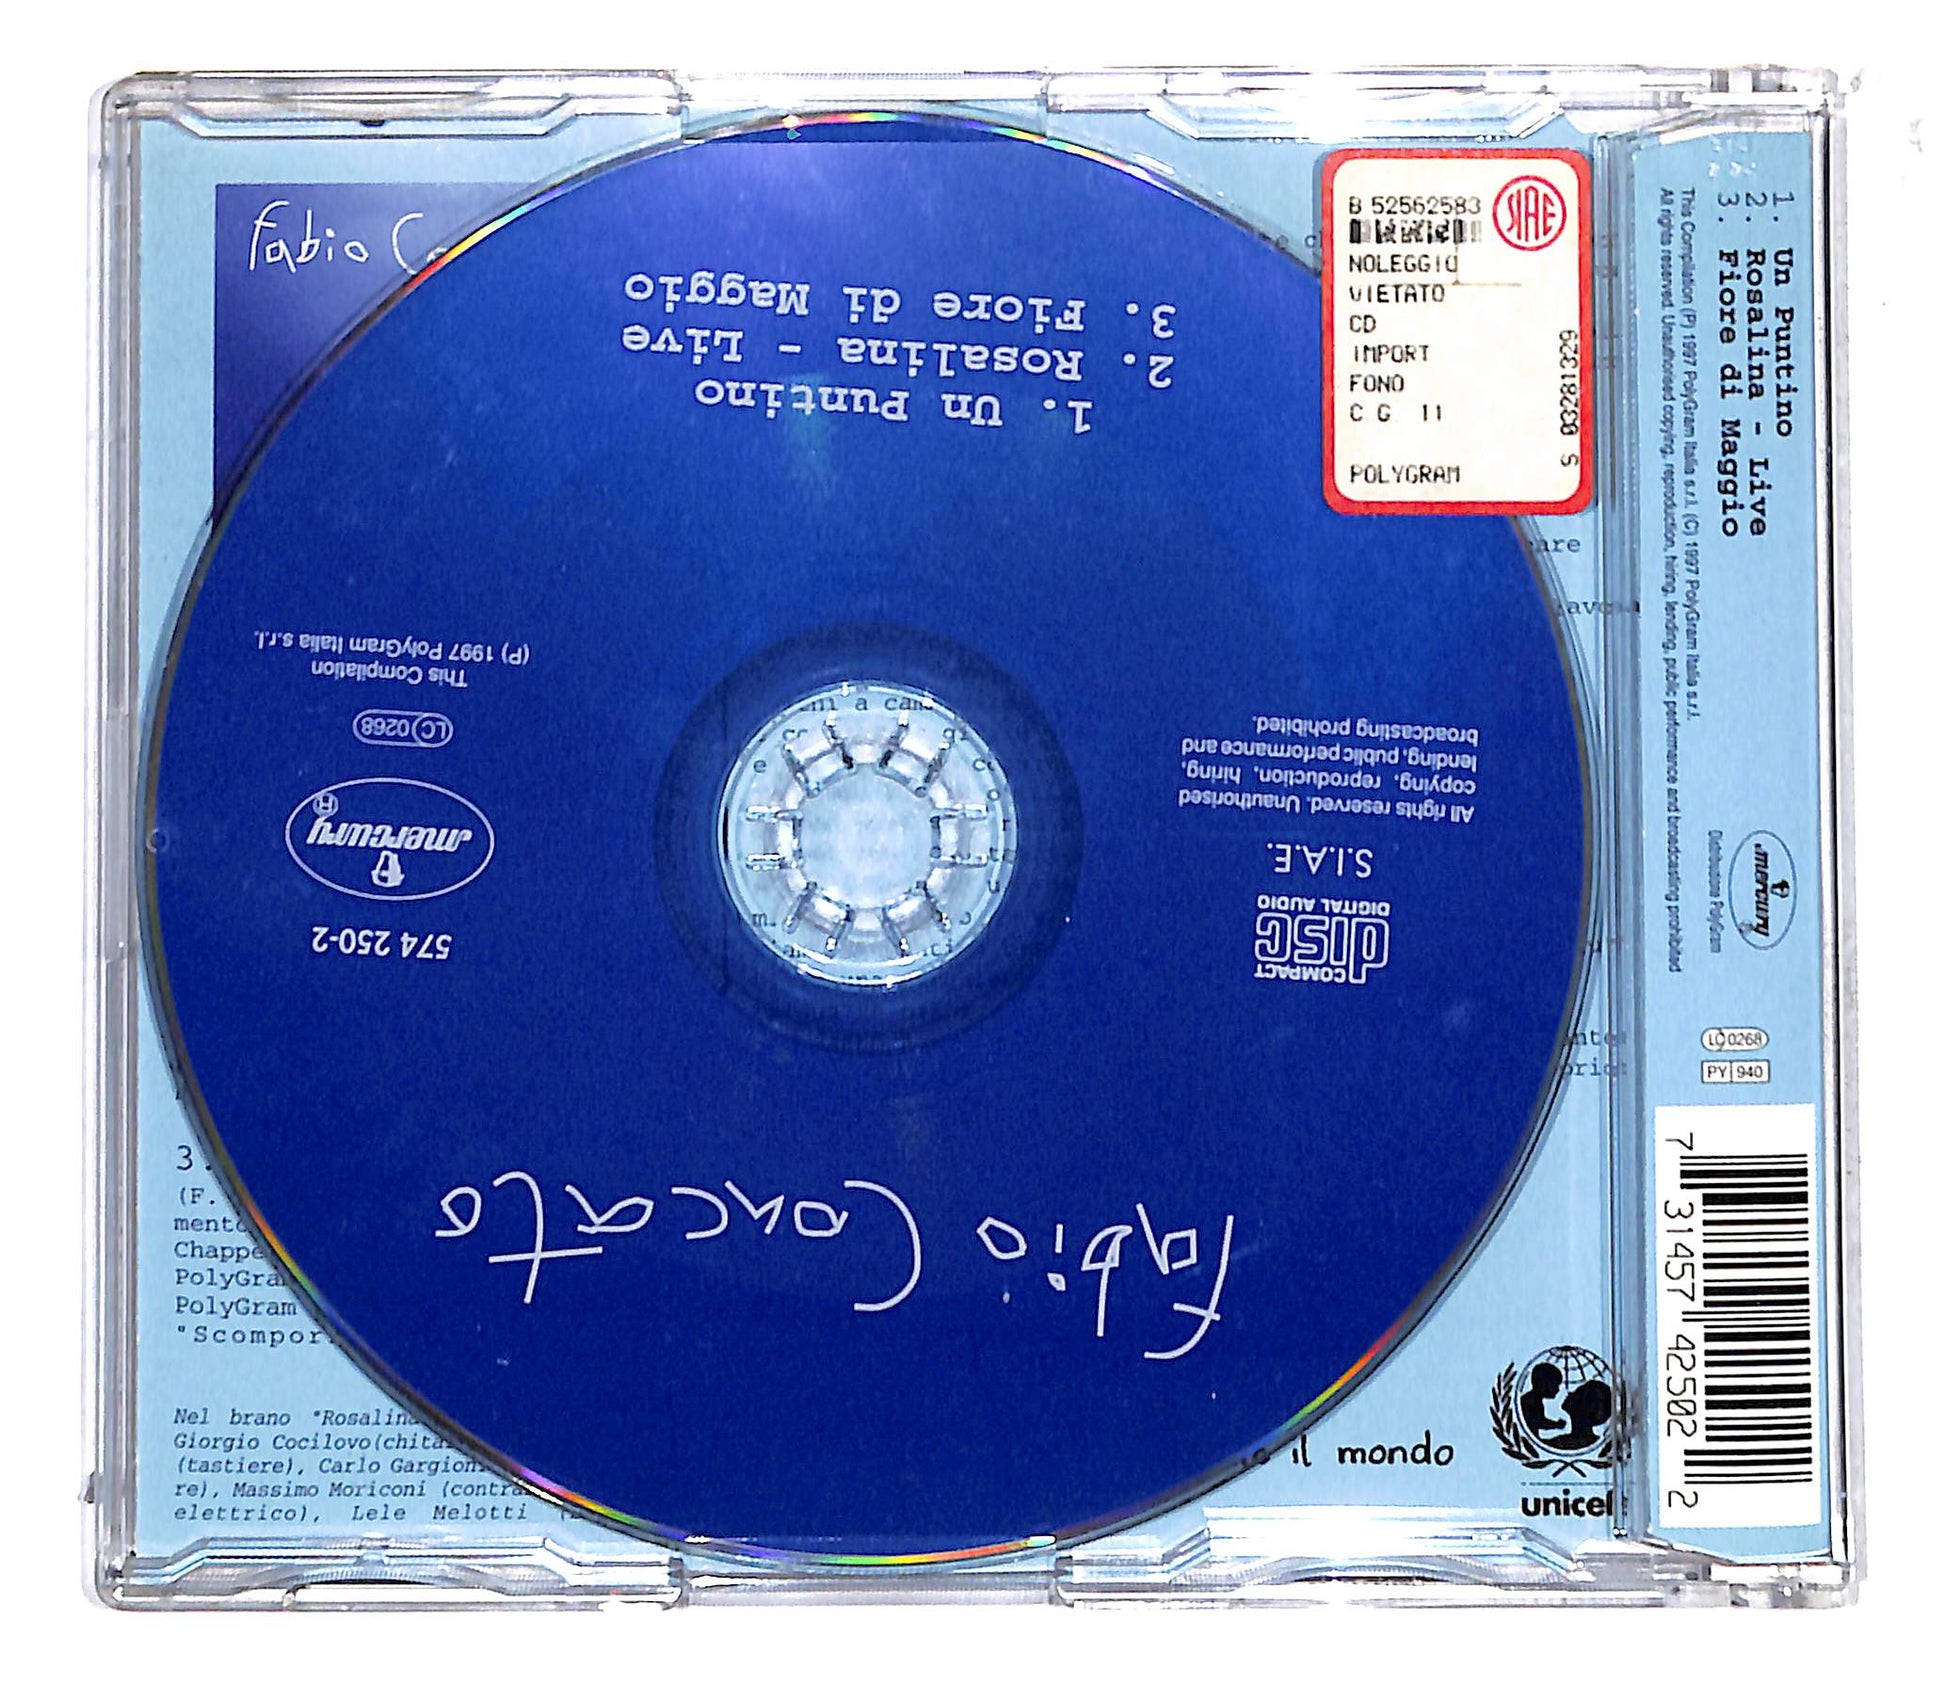 Fabio
1. Un Puntino
2. Rosalina - Live
3. Fiore di Maggio
(P) 1997 PolyGram Italia s.r.l.
This Compilation
LC 0268
mercury
®
574 250-2
All rights reserved. Unauthorised
copying, reproduction, hiring,
lending, public performance and
broadcasting prohibited.
S.I.A.E.
COMPACT
disc
DIGITAL AUDIO
Fabio Concato
B 52562583
SIAE
NOLEGGIO
VIETATO
CD
IMPORT
FONO
C G 11
POLYGRAM
03281329 S
1. Un Puntino
2. Rosalina - Live
3. Fiore di Maggio
This Compilation (P) 1997 PolyGram Italia s.r.l. (C) 1997 PolyGram Italia s.r.l.
All rights reserved. Unauthorised copying, reproduction, hiring, lending, public performance and broadcasting prohibited
mercury
Distribuzione PolyGram
LC 0268
PY 940
7 31457 42502 2
3.
(F.
mento
Chappe
PolyGra
PolyGram
"Scompor
Nel brano "Rosalina
Giorgio Cocilovo(chita
(tastiere), Carlo Gargion
re), Massimo Moriconi (contra
elettrico), Lele Melotti
il mondo
unicef